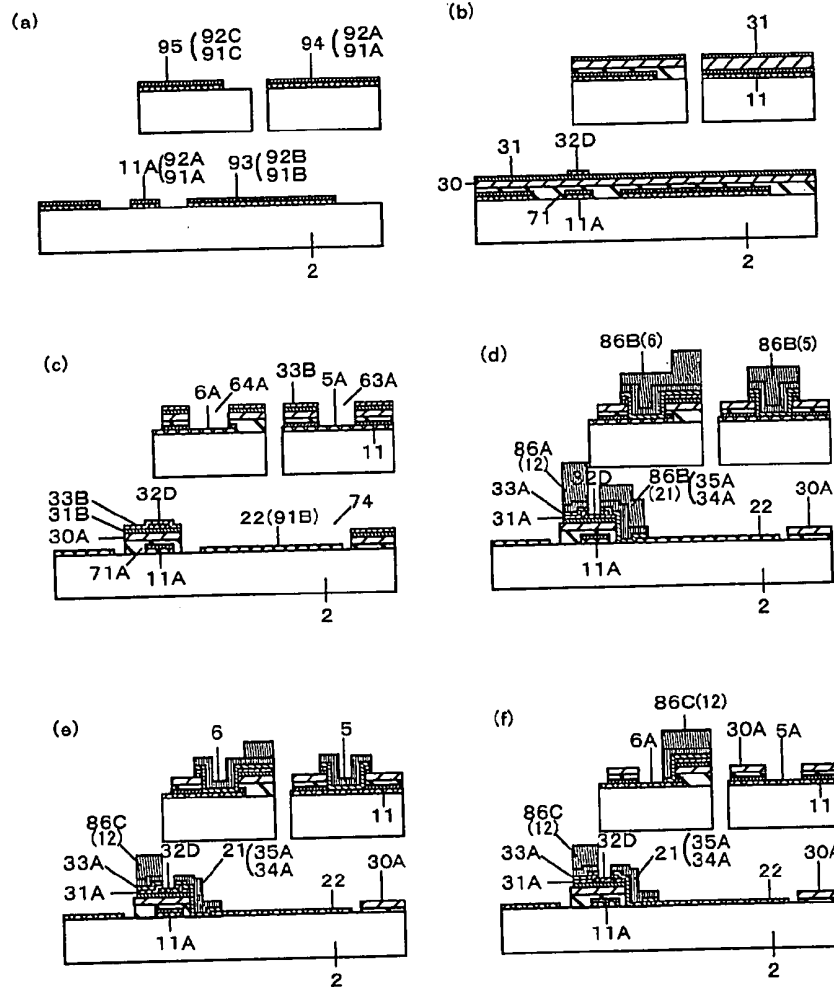 (a)
95 (92C
91C
94 (92A
91A
11A (92A
91A
93 (92B
91B
2
(b)
31
11
31
32D
30
71
11A
2
(c)
6A
64A
33B
5A
63A
11
33B
32D
31B
30A
22(91B)
74
71A
11A
2
(d)
86B(6)
86B(5)
86A
(12)
32D
86B
(21)
(35A
34A
33A
31A
22
30A
11A
2
(e)
6
5
11
86C
(12)
32D
21 (35A
34A
33A
31A
22
30A
11A
2
(f)
86C(12)
6A
30A
5A
11
86C
(12)
32D
21 (35A
34A
33A
31A
22
30A
11A
2